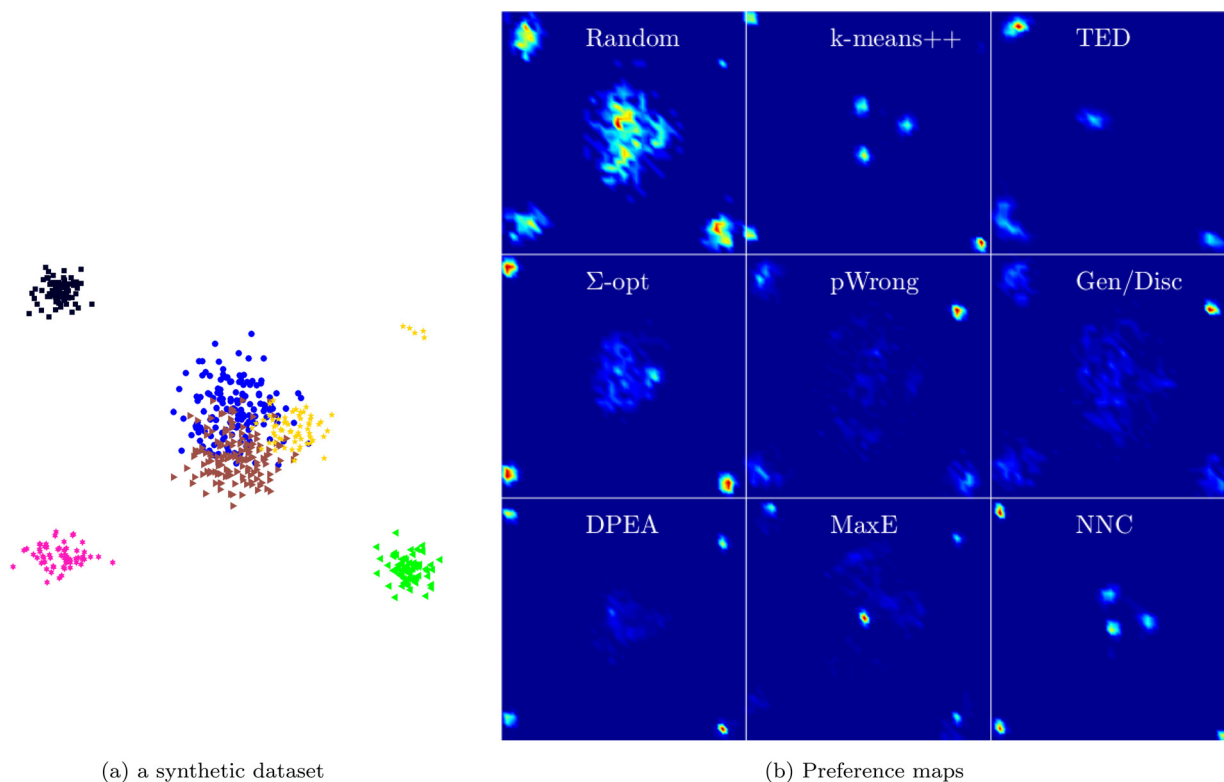 Random
k-means++
TED
Σ-opt
pWrong
Gen/Disc
DPEA
MaxE
NNC
(a) a synthetic dataset
(b) Preference maps